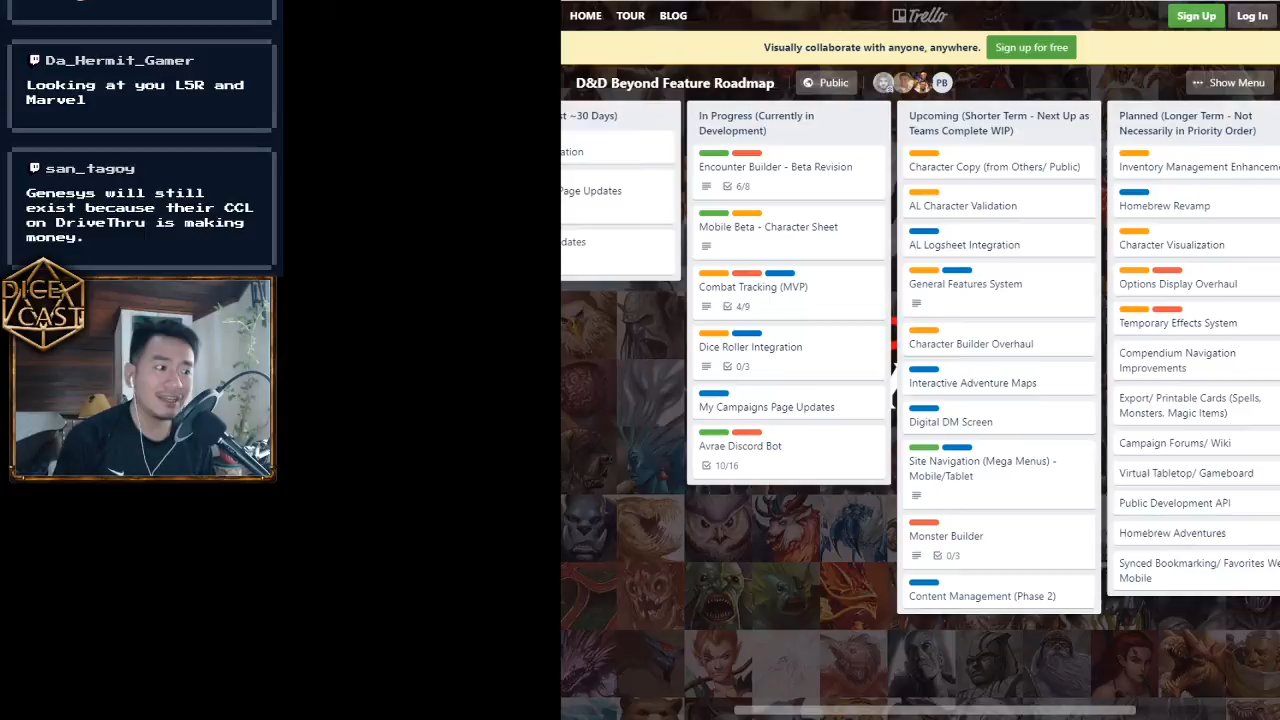 Da_Hermit_Gamer
Looking at you L5R and
Marvel
san_tagoy
Genesys will still
exist because their CCL
on DriveThru is making
money.
DICE
CAST
HOME TOUR BLOG
Trello
Sign Up
Log In
Visually collaborate with anyone, anywhere.
Sign up for free
D&D Beyond Feature Roadmap
Public
PB
Show Menu
st ~30 Days)
ation
Page Updates
dates
In Progress (Currently in
Development)
Encounter Builder - Beta Revision
6/8
Mobile Beta - Character Sheet
Combat Tracking (MVP)
4/9
Dice Roller Integration
0/3
My Campaigns Page Updates
Avrae Discord Bot
10/16
Upcoming (Shorter Term - Next Up as
Teams Complete WIP)
Character Copy (from Others/ Public)
AL Character Validation
AL Logsheet Integration
General Features System
Character Builder Overhaul
Interactive Adventure Maps
Digital DM Screen
Site Navigation (Mega Menus) -
Mobile/Tablet
Monster Builder
0/3
Content Management (Phase 2)
Planned (Longer Term - Not
Necessarily in Priority Order)
Inventory Management Enhancem
Homebrew Revamp
Character Visualization
Options Display Overhaul
Temporary Effects System
Compendium Navigation
Improvements
Export/ Printable Cards (Spells,
Monsters, Magic Items)
Campaign Forums/ Wiki
Virtual Tabletop/ Gameboard
Public Development API
Homebrew Adventures
Synced Bookmarking/ Favorites We
Mobile